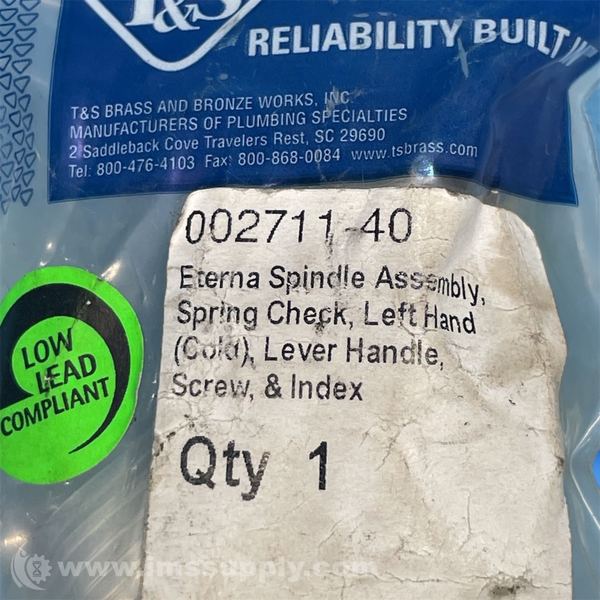 T&S
RELIABILITY BUILT IN
T&S BRASS AND BRONZE WORKS, INC.
MANUFACTURERS OF PLUMBING SPECIALTIES
2 Saddleback Cove Travelers Rest, SC 29690
Tel: 800-476-4103 Fax: 800-868-0084 www.tsbrass.com
002711-40
Eterna Spindle Assembly,
Spring Check, Left Hand
(Cold), Lever Handle,
Screw, & Index
Qty 1
LOW
LEAD
COMPLIANT
www.jmssupply.com